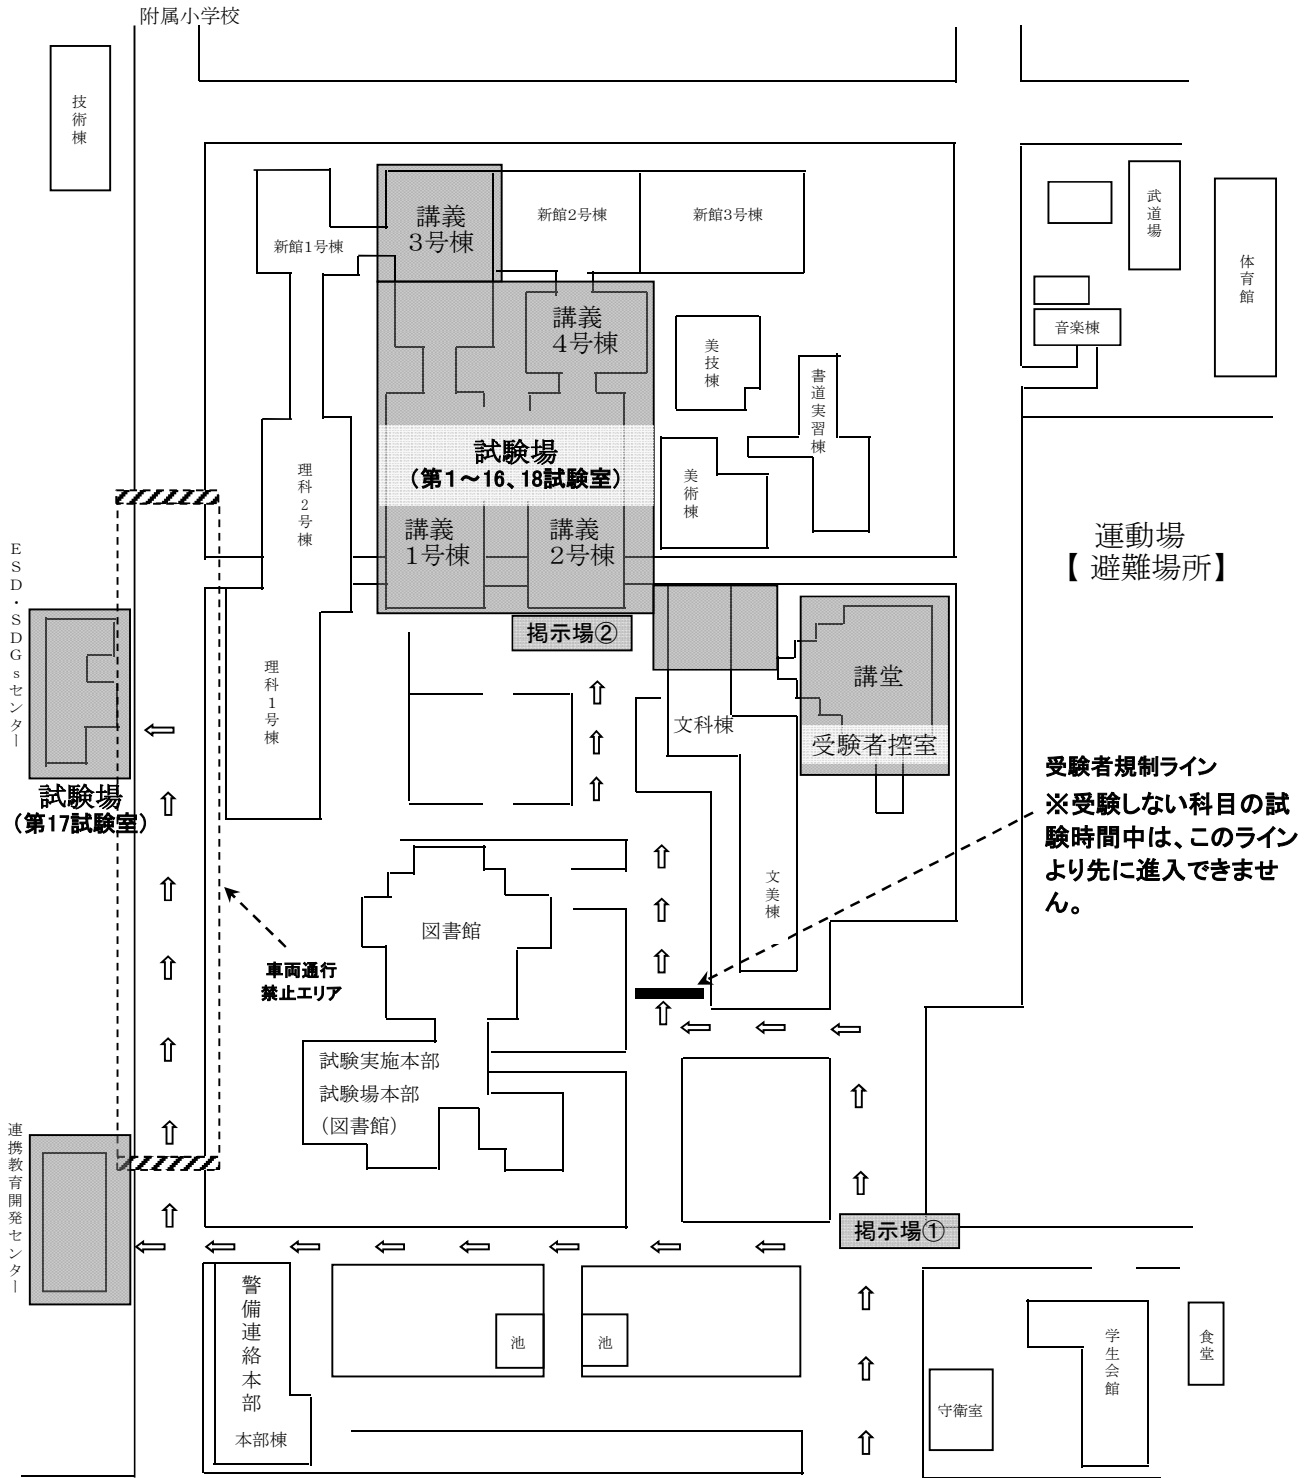 附属小学校
技術棟
講義
3号棟
新館2号棟
新館3号棟
新館1号棟
武道場
体育館
音楽棟
講義
4号棟
美技棟
書道実習棟
試験場
（第1～16、18試験室）
理科2号棟
美術棟
講義
1号棟
講義
2号棟
運動場
【 避難場所】
ESD・SDGsセンター
掲示場②
理科1号棟
講堂
文科棟
受験者控室
試験場
（第17試験室）
受験者規制ライン
※受験しない科目の試
験時間中は、このライン
より先に進入できませ
ん。
文美棟
図書館
車両通行
禁止エリア
試験実施本部
試験場本部
（図書館）
連携教育開発センター
掲示場①
警備連絡本部
本部棟
池
池
学生会館
食堂
守衛室